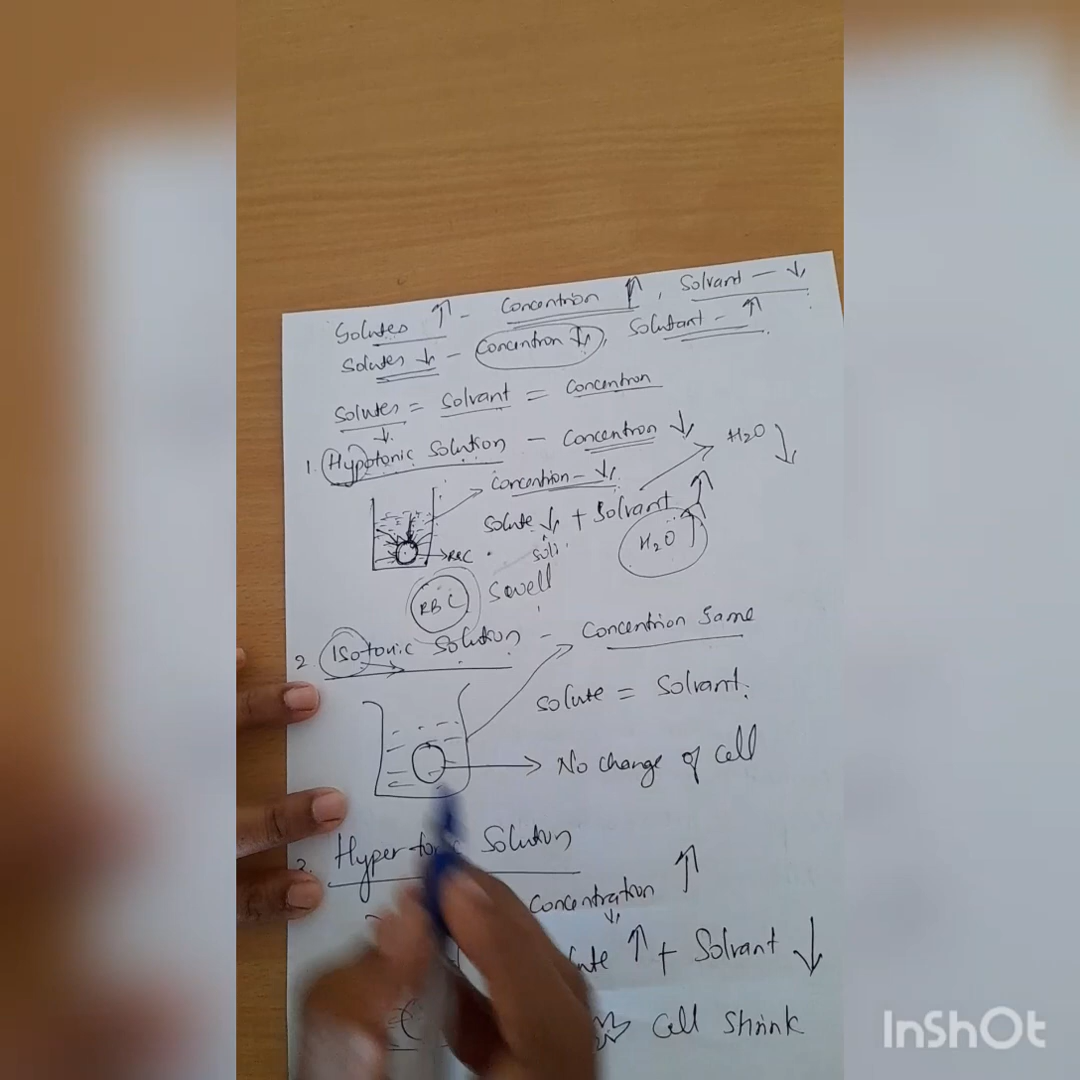 Solutes ↑ - Concentrion ↑, Solvant - ↓
Solutes ↓ - Concentron ↓, Solutant - ↑
Solutes = Solvant = Concentron
↓
1. Hypotonic Solution - Concentron ↓
H2O ↓
Concentrion - ↓
Solute ↓ + Solvant ↑
H2O ↑
RBC
RBC Swell
2. Isotonic Solution - Concentrion Same
Solute = Solvant.
No change of cell
3. Hyper Solution
Concentration ↑
↑ + Solvant ↓
Cell Shrink
InShOt